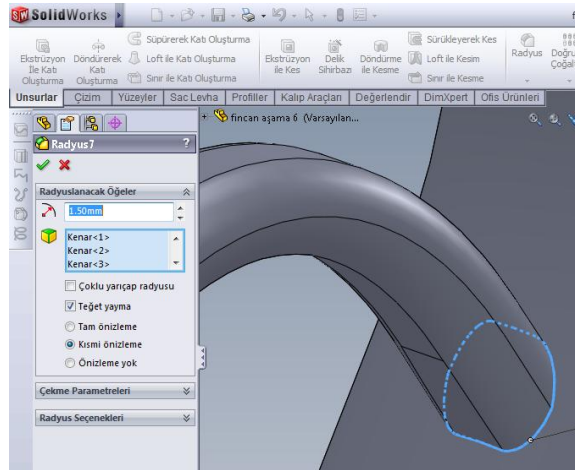 SolidWorks
Ekstrüzyon İle Katı Oluşturma
Döndürerek Katı Oluşturma
Süpürerek Katı Oluşturma
Loft ile Katı Oluşturma
Sınır ile Katı Oluşturma
Ekstrüzyon ile Kes
Delik Sihirbazı
Döndürme ile Kesme
Sürükleyerek Kes
Loft ile Kesim
Sınır ile Kesme
Radyus
Doğru
Çoğalt
Unsurlar Çizim Yüzeyler Sac Levha Profiller Kalıp Araçları Değerlendir DimXpert Ofis Ürünleri
fincan aşama 6 (Varsayılan...
Radyus7 ?
Radyuslanacak Öğeler
1.50mm
Kenar<1>
Kenar<2>
Kenar<3>
Çoklu yarıçap radyusu
Teğet yayma
Tam önizleme
Kısmi önizleme
Önizleme yok
Çekme Parametreleri
Radyus Seçenekleri